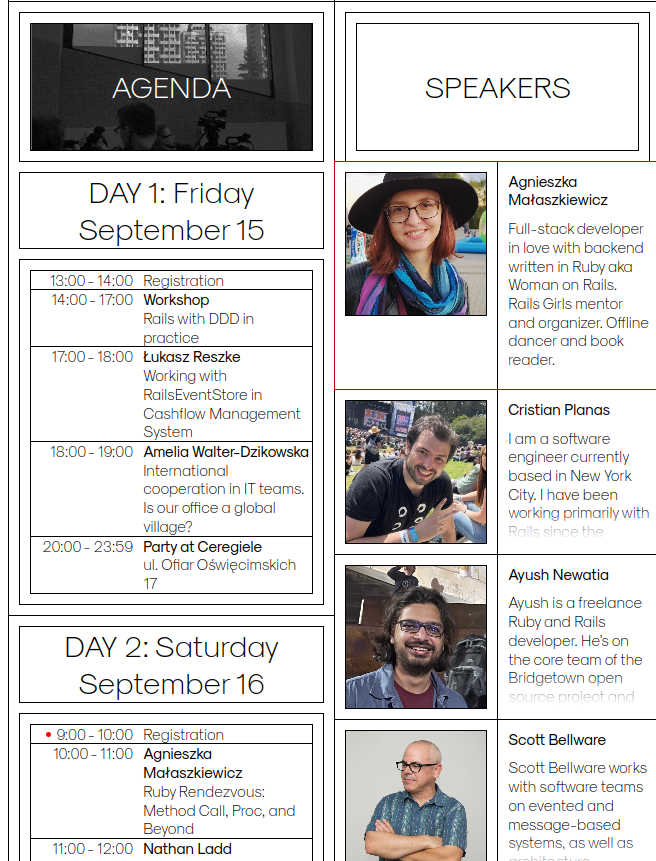 AGENDA
DAY 1: Friday
September 15
13:00 - 14:00 Registration
14:00 - 17:00 Workshop
Rails with DDD in
practice
17:00 - 18:00 Łukasz Reszke
Working with
RailsEventStore in
Cashflow Management
System
18:00 - 19:00 Amelia Walter-Dzikowska
International
cooperation in IT teams.
Is our office a global
village?
20:00 - 23:59 Party at Ceregiele
ul. Ofiar Oświęcimskich
17
DAY 2: Saturday
September 16
9:00 - 10:00 Registration
10:00 - 11:00 Agnieszka
Małaszkiewicz
Ruby Rendezvous:
Method Call, Proc, and
Beyond
11:00 - 12:00 Nathan Ladd
SPEAKERS
Agnieszka
Małaszkiewicz
Full-stack developer
in love with backend
written in Ruby aka
Woman on Rails.
Rails Girls mentor
and organizer. Offline
dancer and book
reader.
Cristian Planas
I am a software
engineer currently
based in New York
City. I have been
working primarily with
Rails since the
Ayush Newatia
Ayush is a freelance
Ruby and Rails
developer. He's on
the core team of the
Bridgetown open
source project and
Scott Bellware
Scott Bellware works
with software teams
on evented and
message-based
systems, as well as
architecture